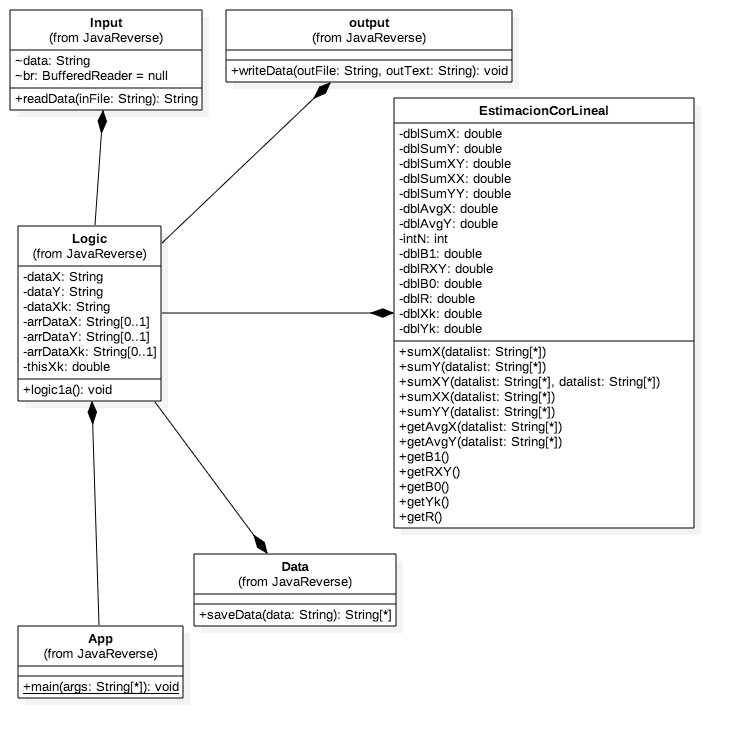 Input
(from JavaReverse)
~data: String
~br: BufferedReader = null
+readData(inFile: String): String
output
(from JavaReverse)
+writeData(outFile: String, outText: String): void
EstimacionCorLineal
-dblSumX: double
-dblSumY: double
-dblSumXY: double
-dblSumXX: double
-dblSumYY: double
-dblAvgX: double
-dblAvgY: double
-intN: int
-dblB1: double
-dblRXY: double
-dblB0: double
-dblR: double
-dblXk: double
-dblYk: double
+sumX(datalist: String[*])
+sumY(datalist: String[*])
+sumXY(datalist: String[*], datalist: String[*])
+sumXX(datalist: String[*])
+sumYY(datalist: String[*])
+getAvgX(datalist: String[*])
+getAvgY(datalist: String[*])
+getB1()
+getRXY()
+getB0()
+getYk()
+getR()
Logic
(from JavaReverse)
-dataX: String
-dataY: String
-dataXk: String
-arrDataX: String[0..1]
-arrDataY: String[0..1]
-arrDataXk: String[0..1]
-thisXk: double
+logic1a(): void
Data
(from JavaReverse)
+saveData(data: String): String[*]
App
(from JavaReverse)
+main(args: String[*]): void